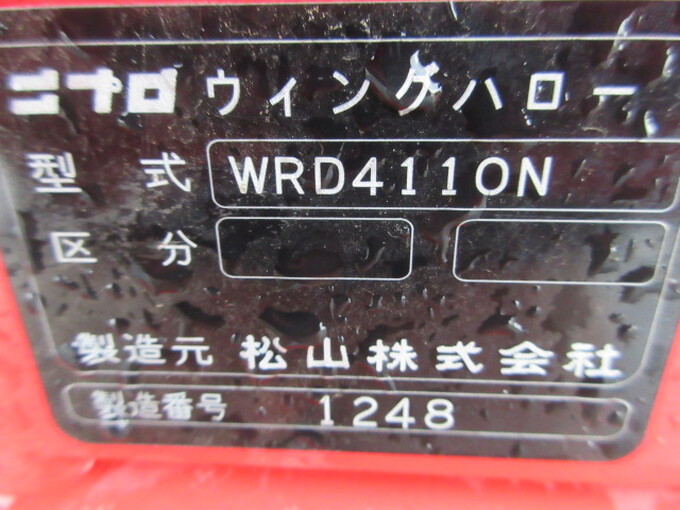 ニプロ ウィングハロー
型式 WRD4110N
区分
製造元 松山株式会社
製造番号 1248